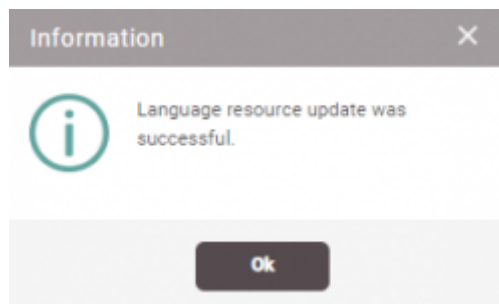 Information
Language resource update was
successful.
Ok